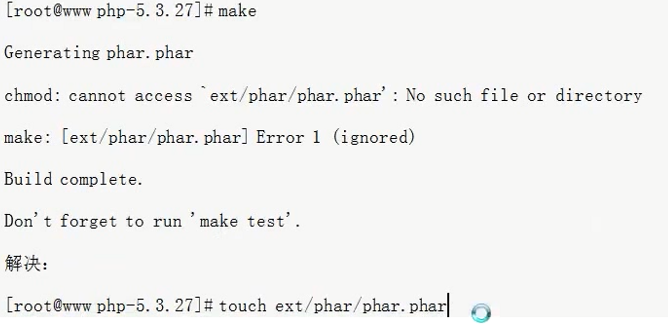 [root@www php-5.3.27]# make
Generating phar.phar
chmod: cannot access `ext/phar/phar.phar': No such file or directory
make: [ext/phar/phar.phar] Error 1 (ignored)
Build complete.
Don't forget to run 'make test'.
解决：
[root@www php-5.3.27]# touch ext/phar/phar.phar